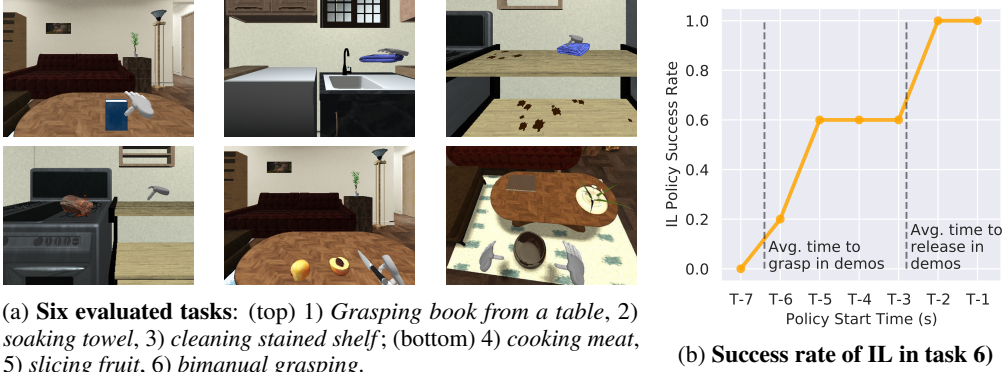 (a) Six evaluated tasks: (top) 1) Grasping book from a table, 2)
soaking towel, 3) cleaning stained shelf; (bottom) 4) cooking meat,
5) slicing fruit, 6) bimanual grasping.
IL Policy Success Rate
1.0
0.8
0.6
0.4
0.2
0.0
Avg. time to
grasp in demos
Avg. time to
release in
demos
T-7 T-6 T-5 T-4 T-3 T-2 T-1
Policy Start Time (s)
(b) Success rate of IL in task 6)